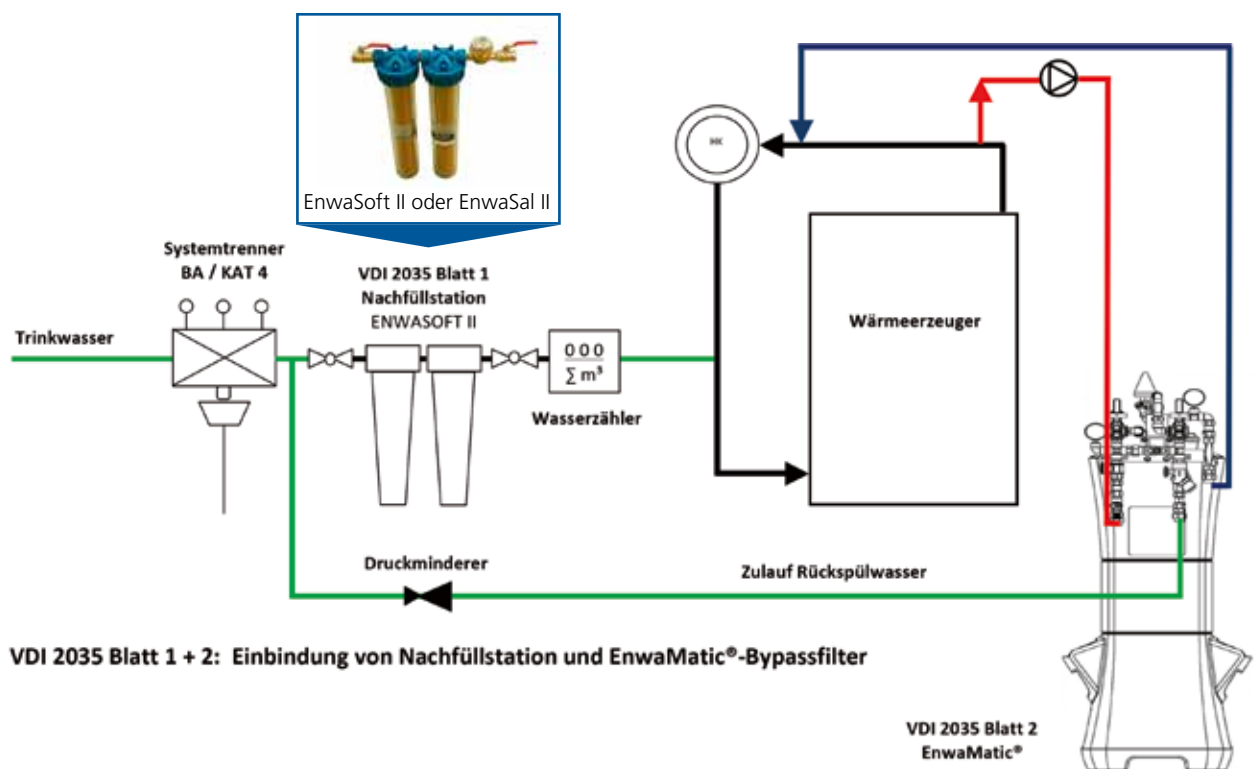 EnwaSoft II oder EnwaSal II
Systemtrenner
BA / KAT 4
VDI 2035 Blatt 1
Nachfüllstation
ENWASOFT II
Trinkwasser
HK
Wärmeerzeuger
0 0 0
∑ m³
Wasserzähler
Druckminderer
Zulauf Rückspülwasser
VDI 2035 Blatt 1 + 2: Einbindung von Nachfüllstation und EnwaMatic®-Bypassfilter
VDI 2035 Blatt 2
EnwaMatic®